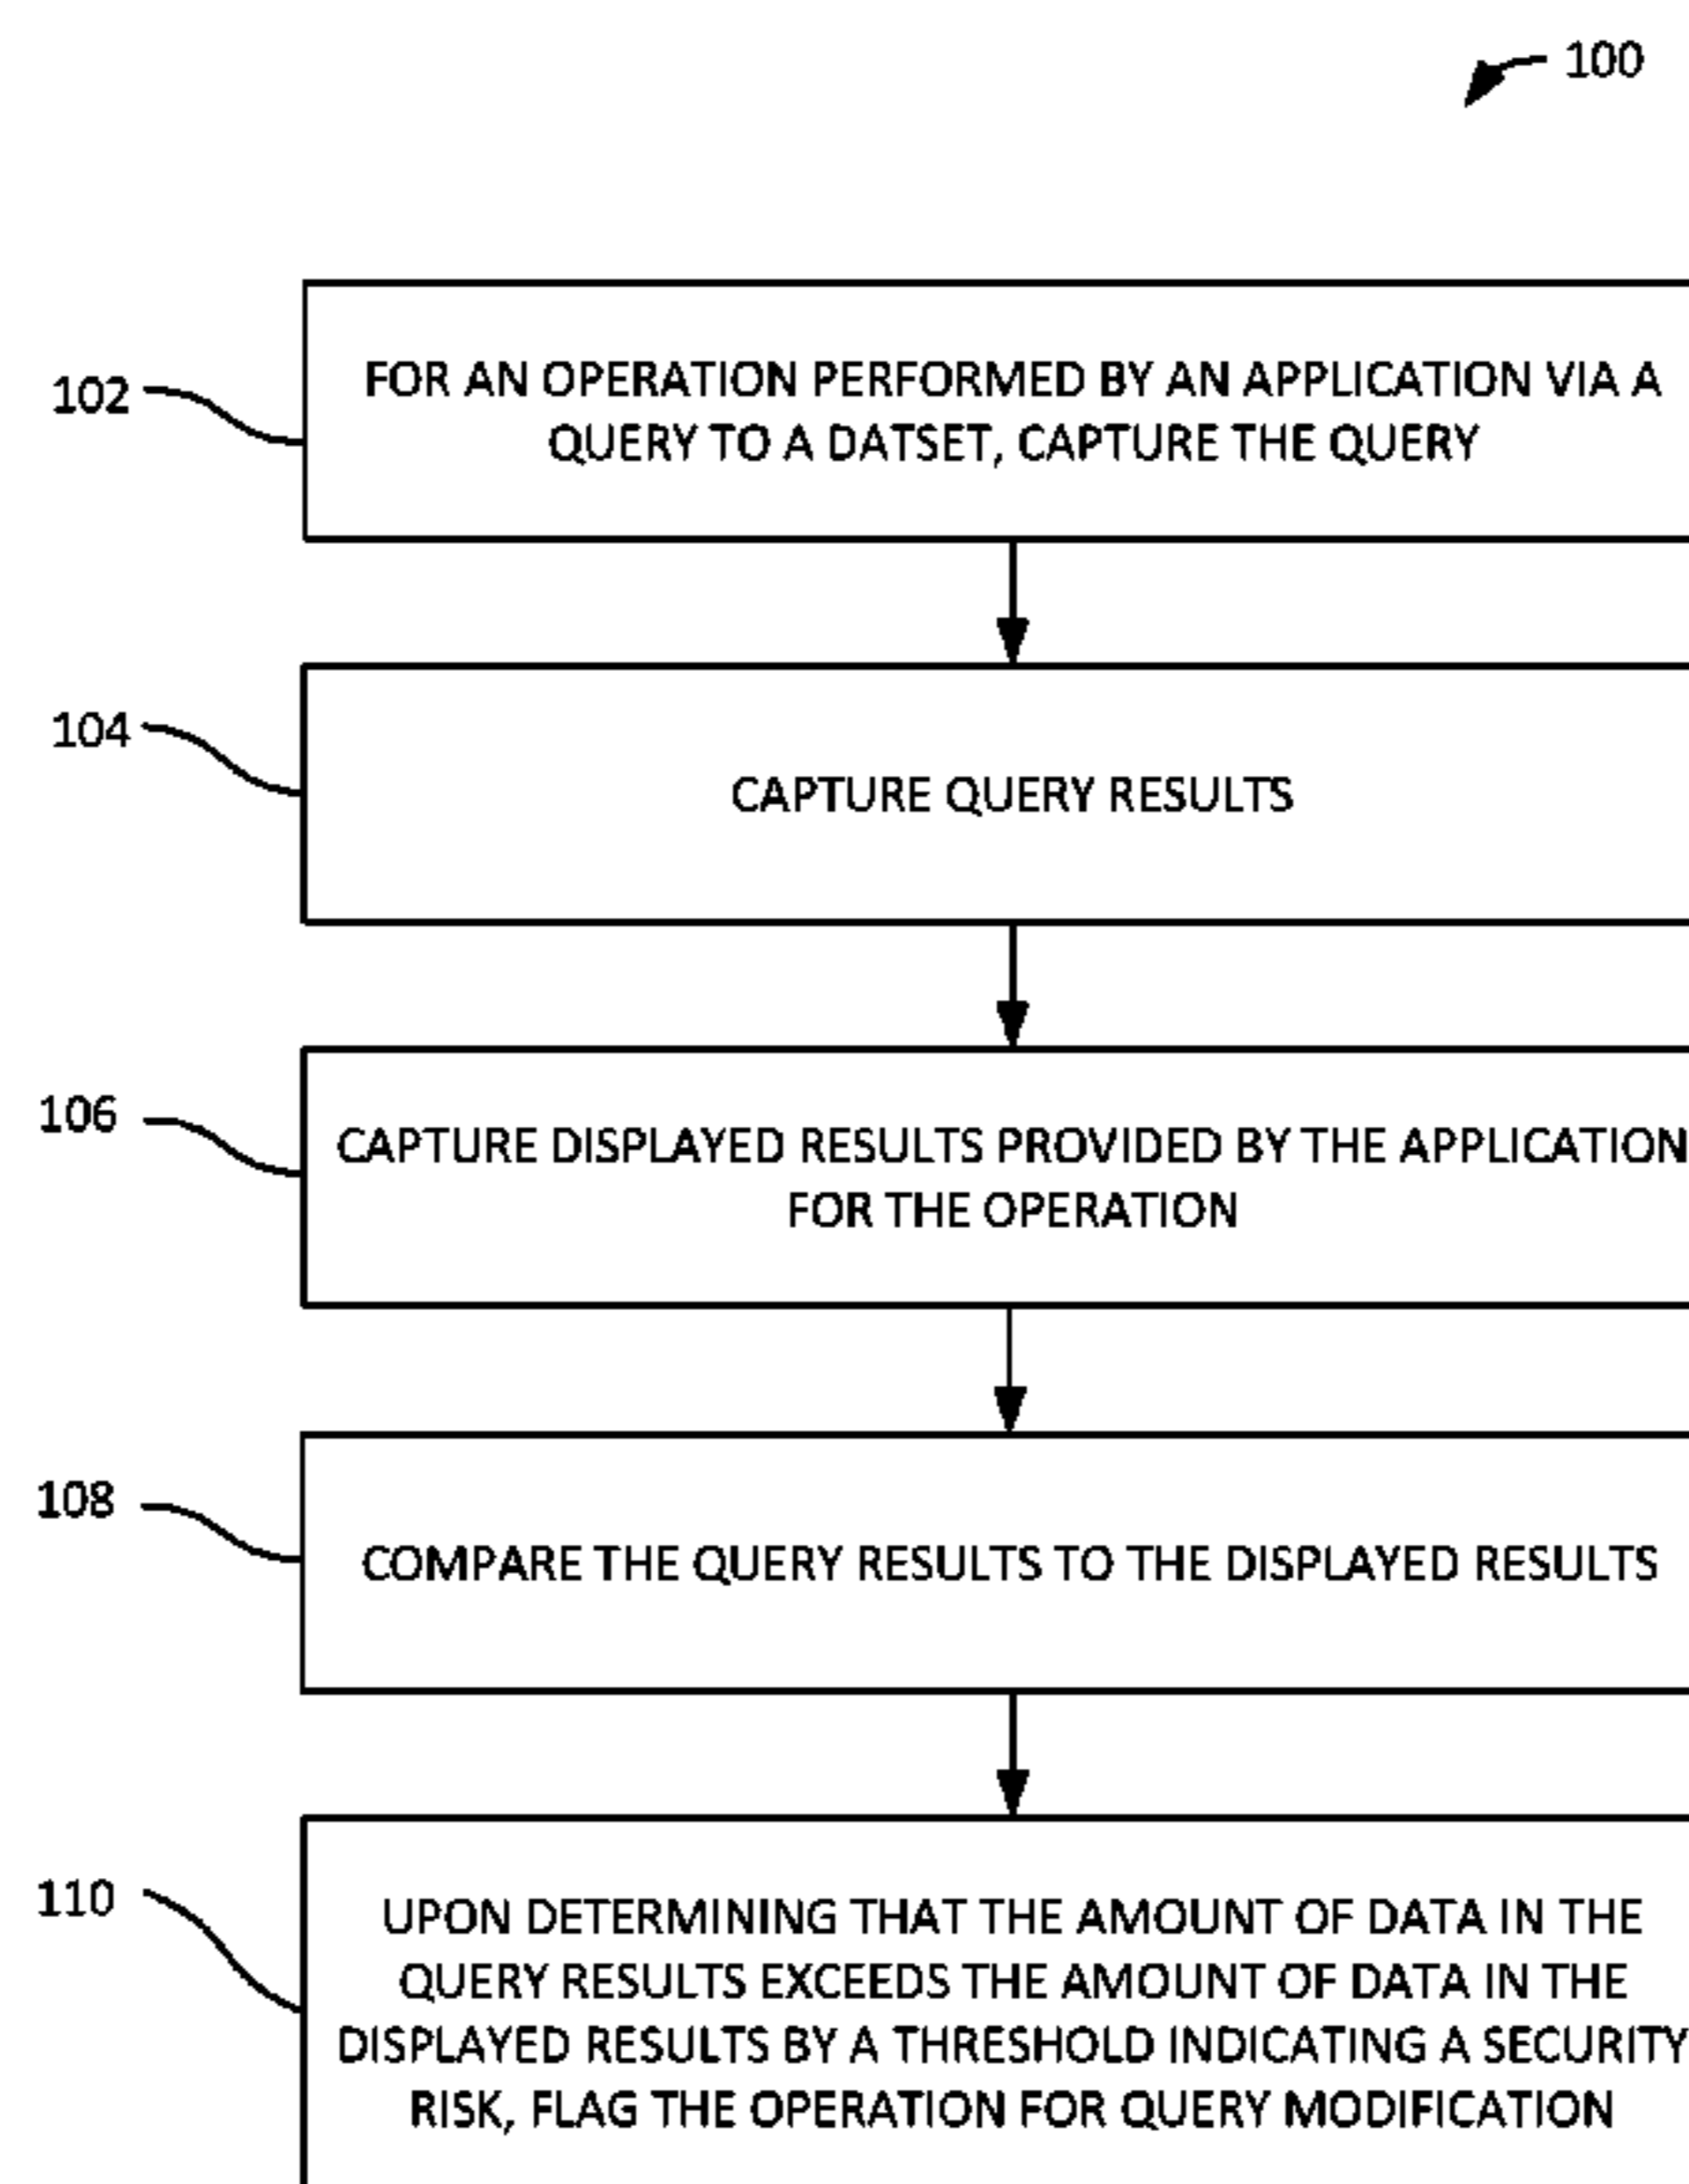 100
102
FOR AN OPERATION PERFORMED BY AN APPLICATION VIA A
QUERY TO A DATSET, CAPTURE THE QUERY
104
CAPTURE QUERY RESULTS
106
CAPTURE DISPLAYED RESULTS PROVIDED BY THE APPLICATION
FOR THE OPERATION
108
COMPARE THE QUERY RESULTS TO THE DISPLAYED RESULTS
110
UPON DETERMINING THAT THE AMOUNT OF DATA IN THE
QUERY RESULTS EXCEEDS THE AMOUNT OF DATA IN THE
DISPLAYED RESULTS BY A THRESHOLD INDICATING A SECURITY
RISK, FLAG THE OPERATION FOR QUERY MODIFICATION